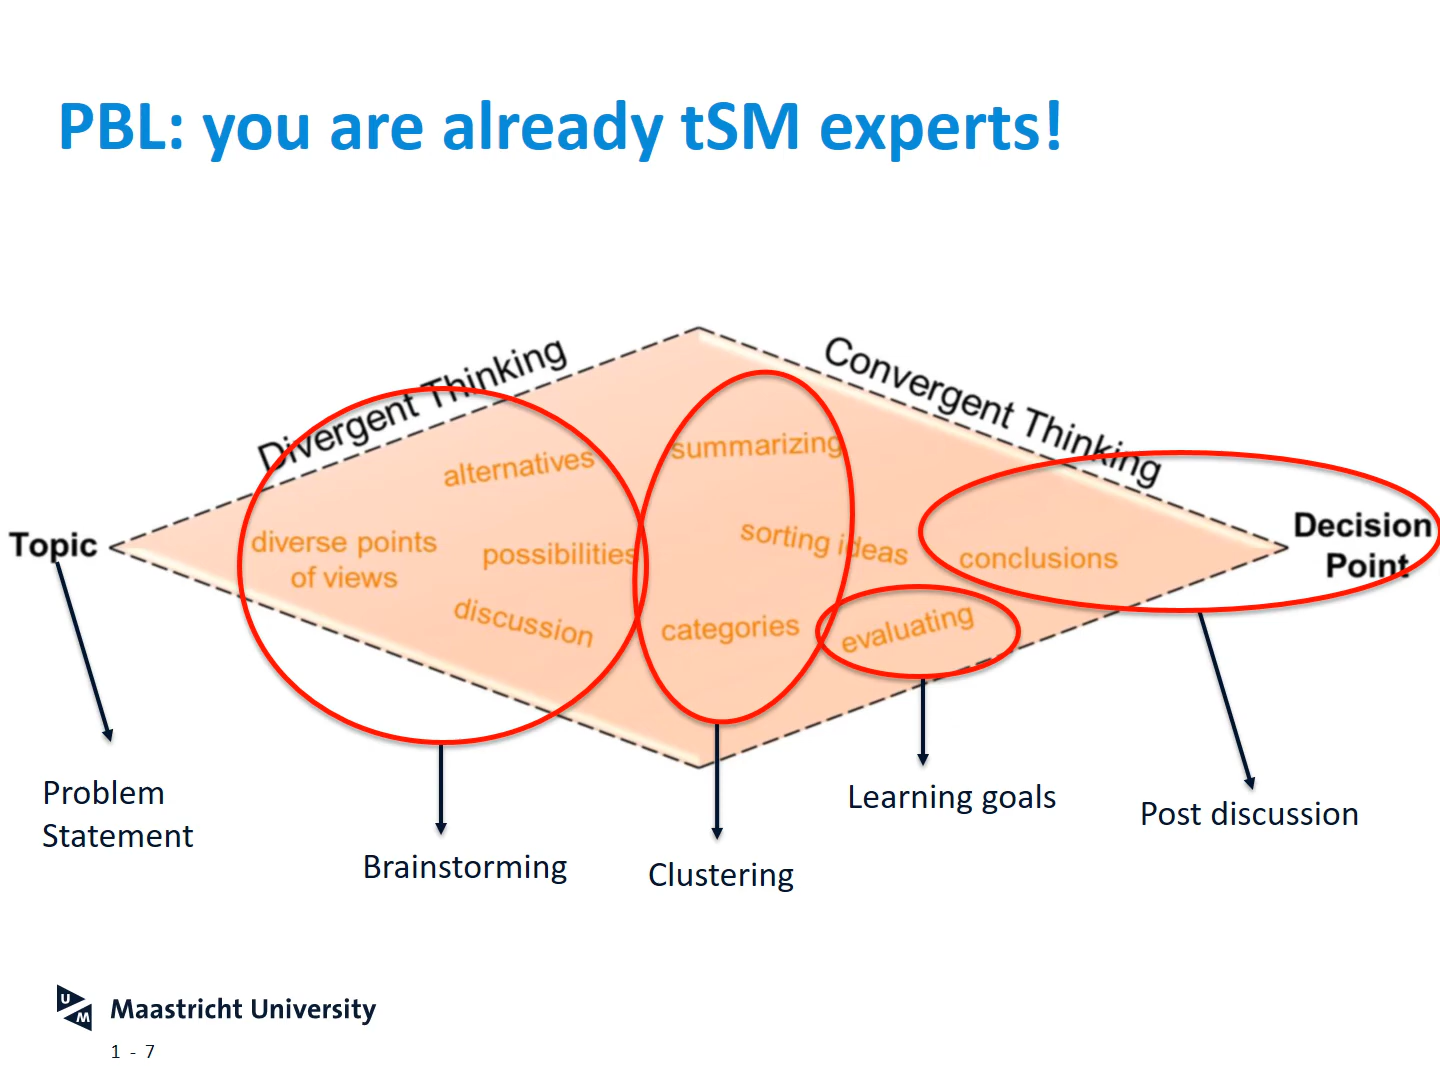 PBL: you are already tSM experts!
Divergent Thinking
Convergent Thinking
alternatives
summarizing
Topic
diverse points
of views
possibilities
sorting ideas
conclusions
Decision
Point
discussion
categories
evaluating
Problem
Statement
Brainstorming
Clustering
Learning goals
Post discussion
U
M
Maastricht University
1 - 7